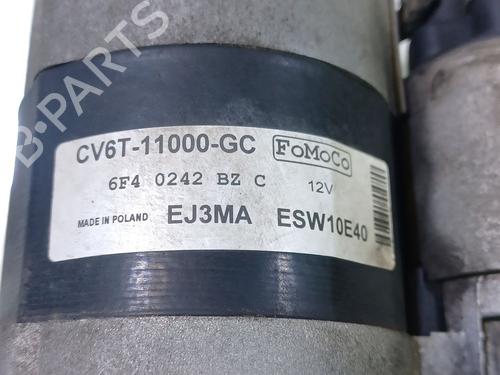 B-PARTS
CV6T-11000-GC FoMoCo
6F4 0242 BZ C 12V
MADE IN POLAND EJ3MA ESW10E40